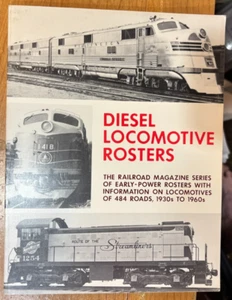 DIESEL
LOCOMOTIVE
ROSTERS
THE RAILROAD MAGAZINE SERIES
OF EARLY-POWER ROSTERS WITH
INFORMATION ON LOCOMOTIVES
OF 484 ROADS, 1930s TO 1960s
ROUTE OF THE Streamliners
1254